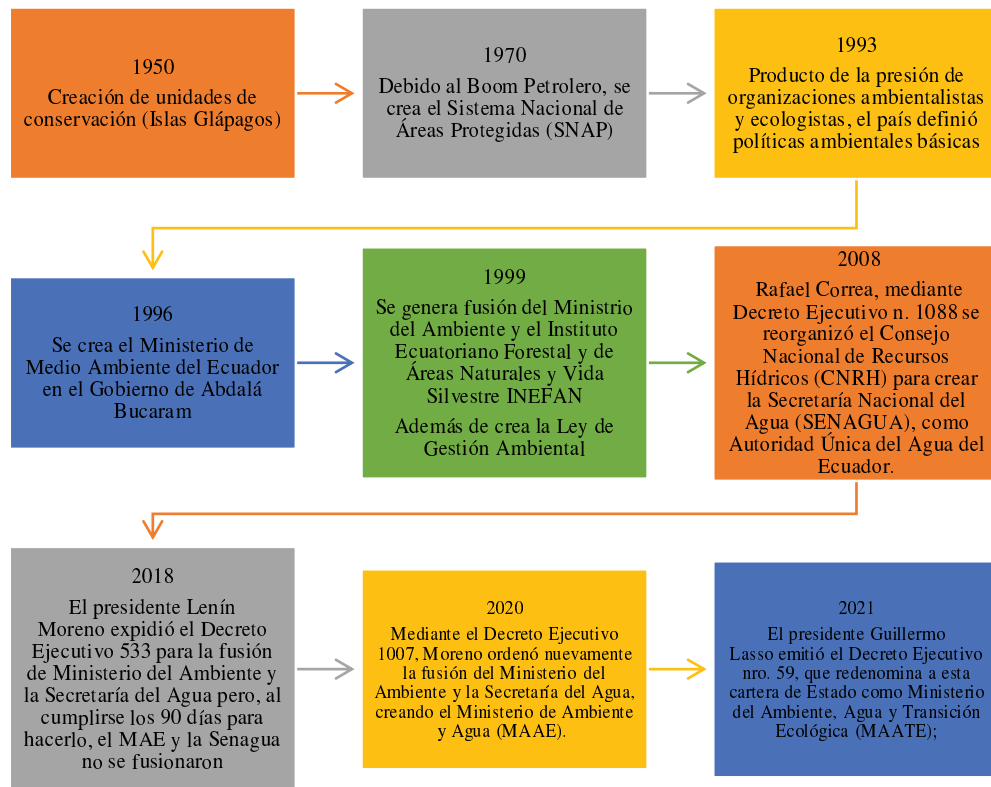 1950
Creación de unidades de
conservación (Islas Glápagos)
1970
Debido al Boom Petrolero, se
crea el Sistema Nacional de
Áreas Protegidas (SNAP)
1993
Producto de la presión de
organizaciones ambientalistas
y ecologistas, el país definió
políticas ambientales básicas
1996
Se crea el Ministerio de
Medio Ambiente del Ecuador
en el Gobierno de Abdalá
Bucaram
1999
Se genera fusión del Ministrio
del Ambiente y el Instituto
Ecuatoriano Forestal y de
Áreas Naturales y Vida
Silvestre INEFAN
Además de crea la Ley de
Gestión Ambiental
2008
Rafael Correa, mediante
Decreto Ejecutivo n. 1088 se
reorganizó el Consejo
Nacional de Recursos
Hídricos (CNRH) para crear
la Secretaría Nacional del
Agua (SENAGUA), como
Autoridad Única del Agua del
Ecuador.
2018
El presidente Lenín
Moreno expidió el Decreto
Ejecutivo 533 para la fusión
de Ministerio del Ambiente y
la Secretaría del Agua pero, al
cumplirse los 90 días para
hacerlo, el MAE y la Senagua
no se fusionaron
2020
Mediante el Decreto Ejecutivo
1007, Moreno ordenó nuevamente
la fusión del Ministerio del
Ambiente y la Secretaría del Agua,
creando el Ministerio de Ambiente
y Agua (MAAE).
2021
El presidente Guillermo
Lasso emitió el Decreto Ejecutivo
nro. 59, que redenomina a esta
cartera de Estado como Ministerio
del Ambiente, Agua y Transición
Ecológica (MAATE);